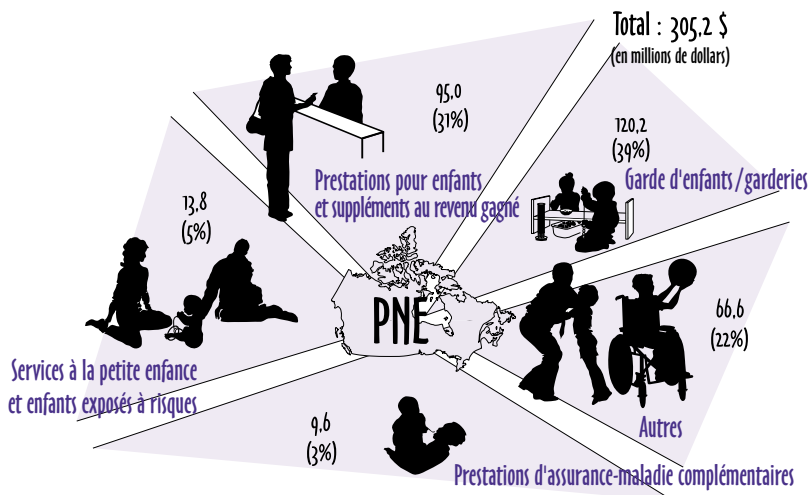 Total : 305,2 $
(en millions de dollars)
95,0
(31%)
Prestations pour enfants
et suppléments au revenu gagné
120,2
(39%)
Garde d'enfants/garderies
13,8
(5%)
Services à la petite enfance
et enfants exposés à risques
PNE
66,6
(22%)
Autres
9,6
(3%)
Prestations d'assurance-maladie complémentaires